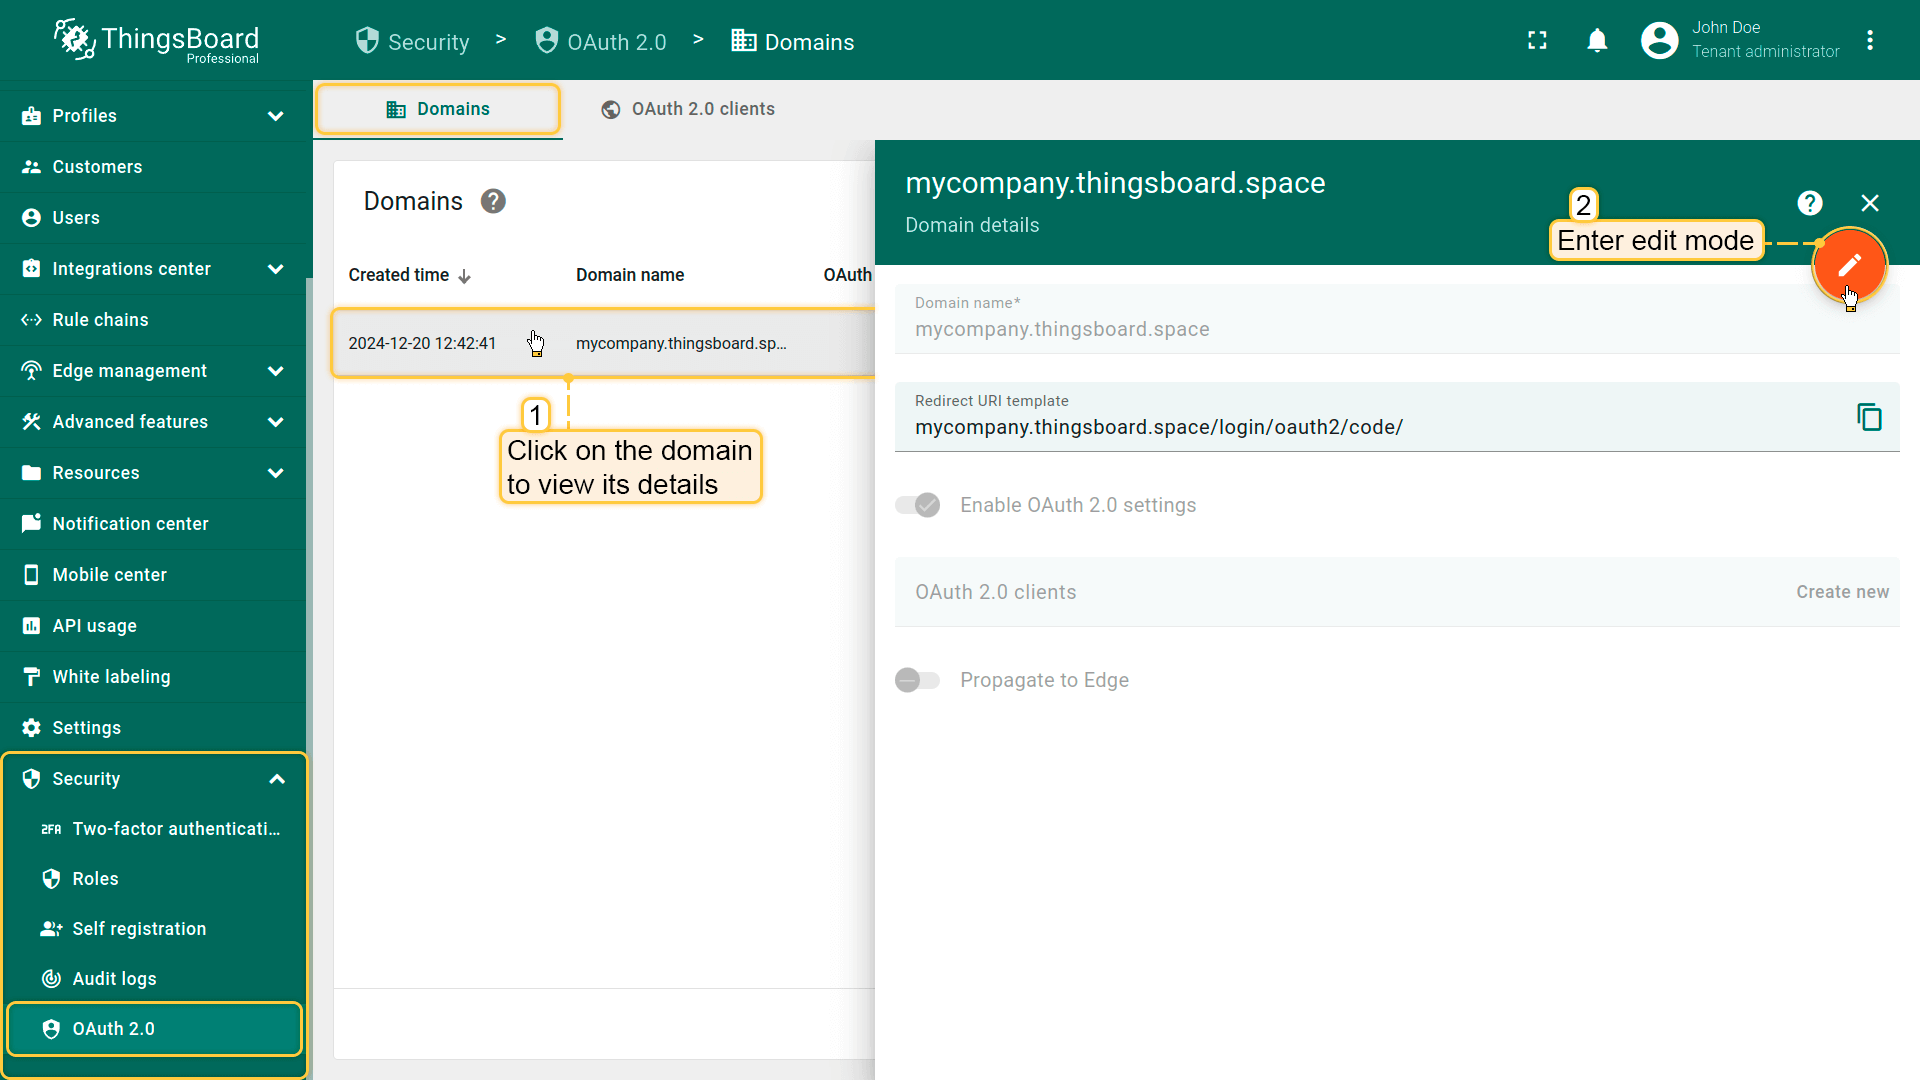 ThingsBoard
Professional
Security > OAuth 2.0 > Domains
John Doe
Tenant administrator
Profiles
Customers
Users
Integrations center
Rule chains
Edge management
Advanced features
Resources
Notification center
Mobile center
API usage
White labeling
Settings
Security
2FA Two-factor authenticati...
Roles
Self registration
Audit logs
OAuth 2.0
Domains
OAuth 2.0 clients
Domains ?
Created time Domain name OAuth
2024-12-20 12:42:41 mycompany.thingsboard.sp...
1
Click on the domain
to view its details
mycompany.thingsboard.space
Domain details
?
2
Enter edit mode
Domain name*
mycompany.thingsboard.space
Redirect URI template
mycompany.thingsboard.space/login/oauth2/code/
Enable OAuth 2.0 settings
OAuth 2.0 clients
Create new
Propagate to Edge